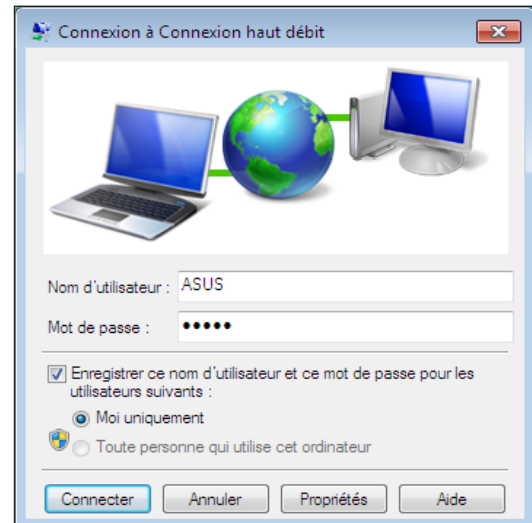 Connexion à Connexion haut débit
Nom d'utilisateur : ASUS
Mot de passe : •••••
Enregistrer ce nom d'utilisateur et ce mot de passe pour les
utilisateurs suivants :
Moi uniquement
Toute personne qui utilise cet ordinateur
Connecter Annuler Propriétés Aide